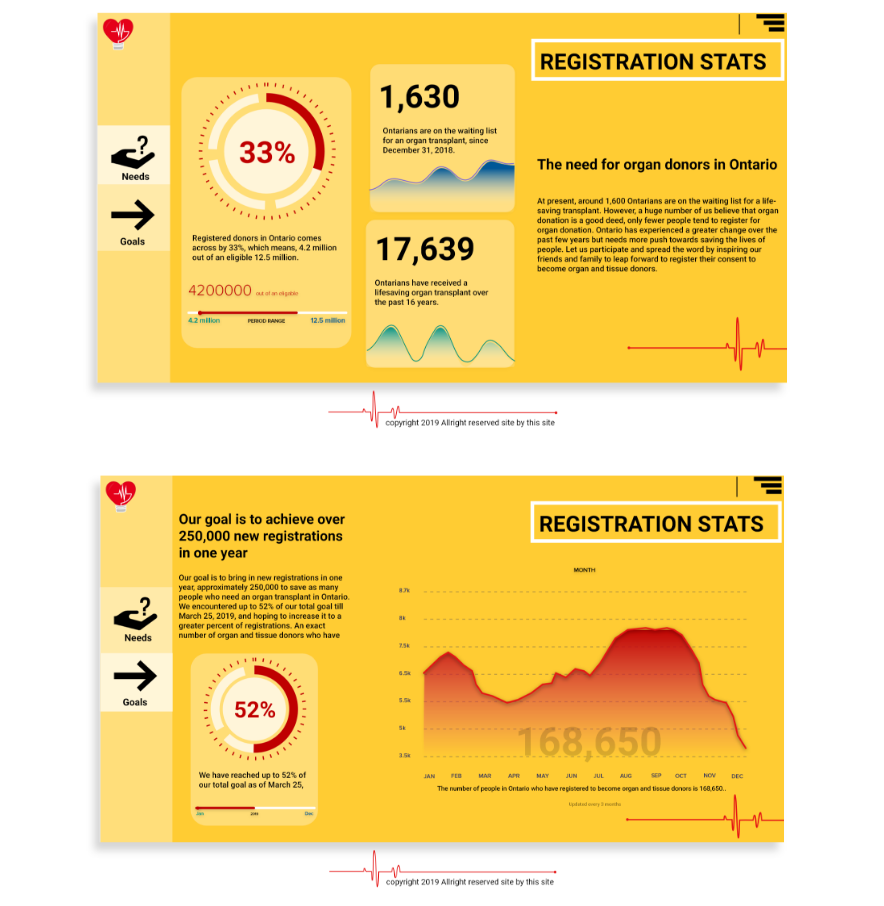 REGISTRATION STATS
Needs
Goals
33%
Registered donors in Ontario comes
across by 33%, which means, 4.2 million
out of an eligible 12.5 million.
4200000 out of an eligable
4.2 million PERIOD RANGE 12.5 million
1,630
Ontarians are on the waiting list
for an organ transplant, since
December 31, 2018.
17,639
Ontarians have received a
lifesaving organ transplant over
the past 16 years.
The need for organ donors in Ontario
At present, around 1,600 Ontarians are on the waiting list for a life-
saving transplant. However, a huge number of us believe that organ
donation is a good deed, only fewer people tend to register for
organ donation. Ontario has experienced a greater change over the
past few years but needs more push towards saving the lives of
people. Let us participate and spread the word by inspiring our
friends and family to leap forward to register their consent to
become organ and tissue donors.
copyright 2019 Allright reserved site by this site
REGISTRATION STATS
Needs
Goals
Our goal is to achieve over
250,000 new registrations
in one year
Our goal is to bring in new registrations in one
year, approximately 250,000 to save as many
people who need an organ transplant in Ontario.
We encountered up to 52% of our total goal till
March 25, 2019, and hoping to increase it to a
greater percent of registrations. An exact
number of organ and tissue donors who have
52%
We have reached up to 52% of
our total goal as of March 25,
Jan 2019 Dec
MONTH
8.7k
8k
7.5k
6.5k
5.5k
5k
3.5k
168,650
JAN FEB MAR APR MAY JUN JUL AUG SEP OCT NOV DEC
The number of people in Ontario who have registered to become organ and tissue donors is 168,650..
Updated every 3 months
copyright 2019 Allright reserved site by this site